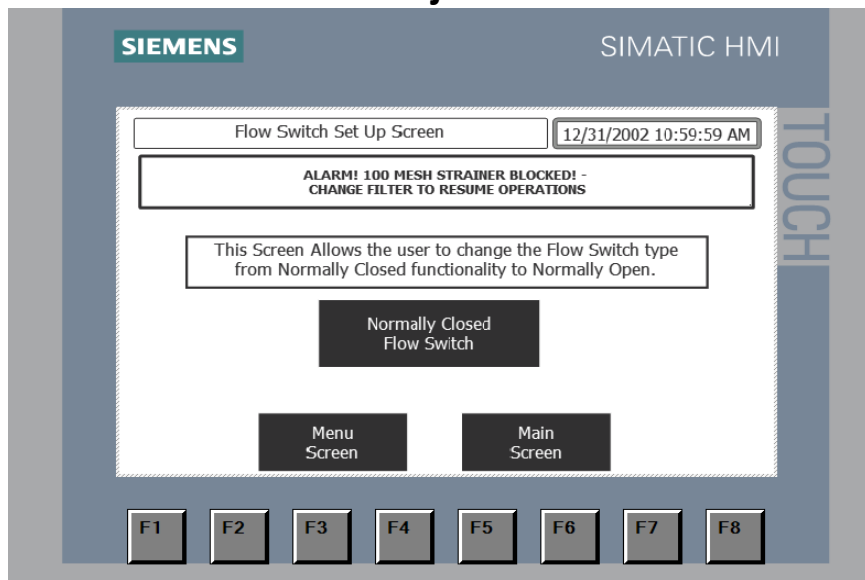 SIEMENS
SIMATIC HMI
TOUCH
Flow Switch Set Up Screen
12/31/2002 10:59:59 AM
ALARM! 100 MESH STRAINER BLOCKED! -
CHANGE FILTER TO RESUME OPERATIONS
This Screen Allows the user to change the Flow Switch type
from Normally Closed functionality to Normally Open.
Normally Closed
Flow Switch
Menu
Screen
Main
Screen
F1
F2
F3
F4
F5
F6
F7
F8